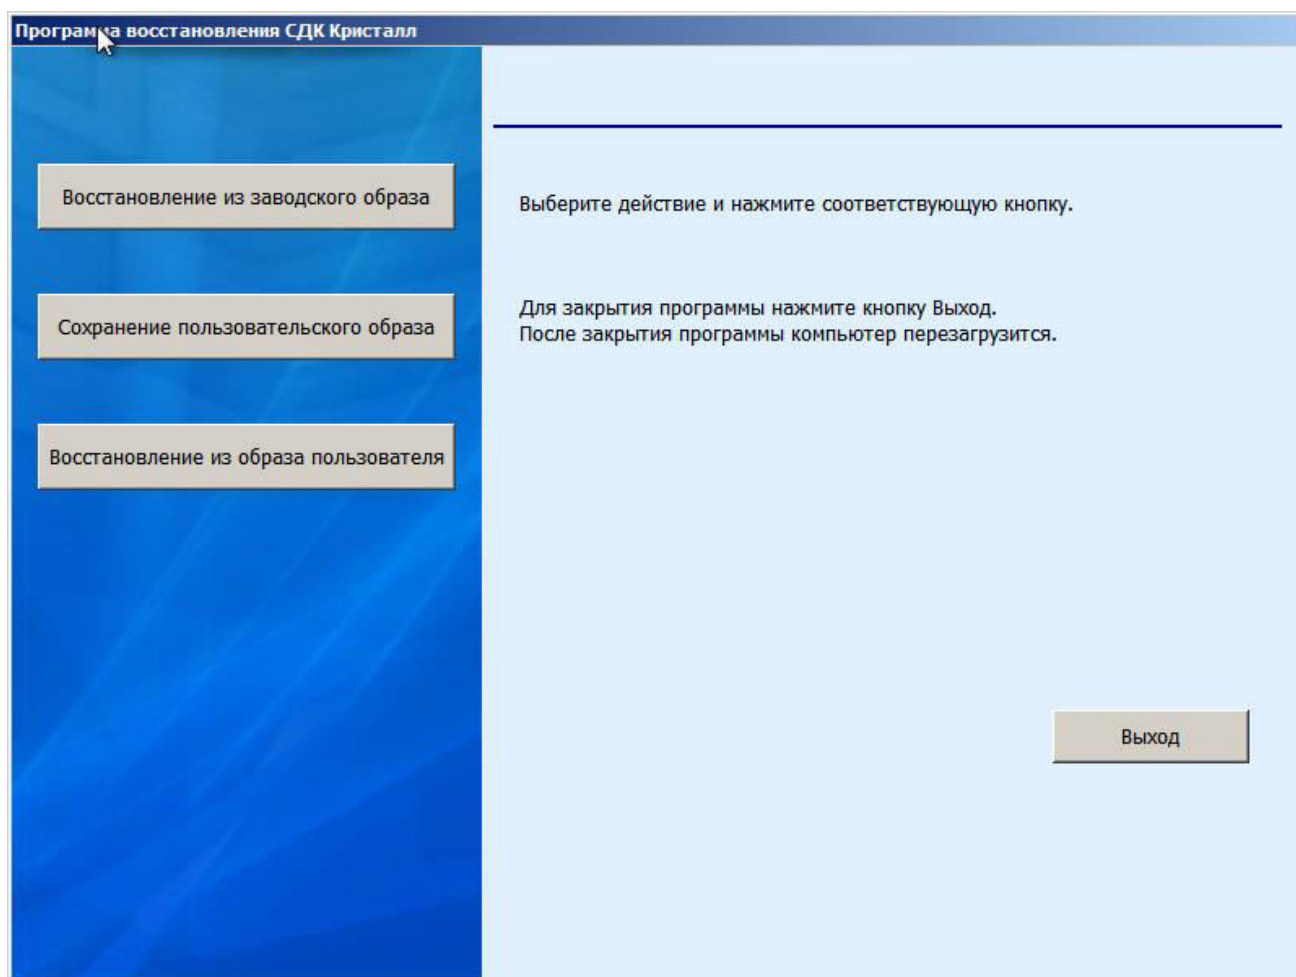 Программа восстановления СДК Кристалл
Восстановление из заводского образа
Сохранение пользовательского образа
Восстановление из образа пользователя
Выберите действие и нажмите соответствующую кнопку.
Для закрытия программы нажмите кнопку Выход.
После закрытия программы компьютер перезагрузится.
Выход